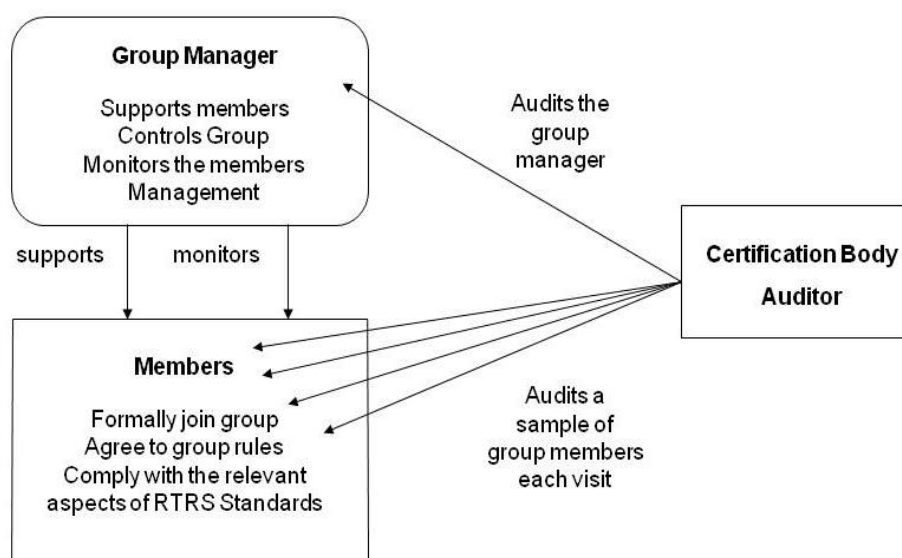 Group Manager
Supports members
Controls Group
Monitors the members
Management
Audits the
group
manager
supports
monitors
Certification Body
Auditor
Members
Formally join group
Agree to group rules
Comply with the relevant
aspects of RTRS Standards
Audits a
sample of
group members
each visit